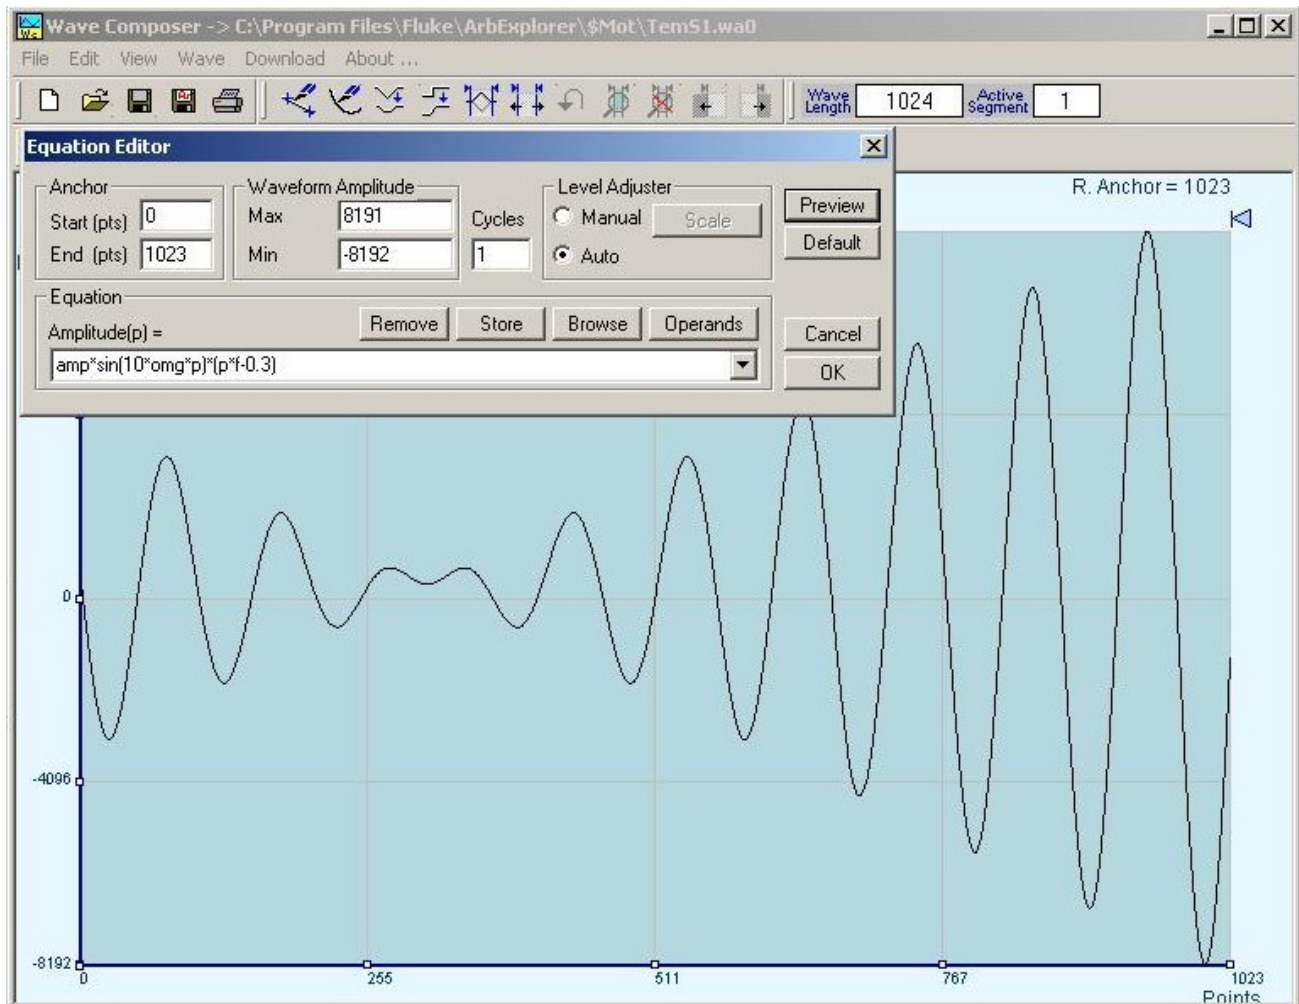 Wave Composer -> C:\Program Files\Fluke\ArbExplorer\$Mot\TemS1.wa0
File Edit View Wave Download About ...
Wave Length 1024 Active Segment 1
Equation Editor
Anchor
Start (pts) 0
End (pts) 1023
Waveform Amplitude
Max 8191
Min -8192
Cycles
1
Level Adjuster
Manual Scale
Auto
Preview
Default
Equation
Amplitude(p) =
Remove Store Browse Operands
amp*sin(10*omg*p)*(p*f-0.3)
Cancel
OK
R. Anchor = 1023
0
-4096
-8192
0 255 511 767 1023
Points